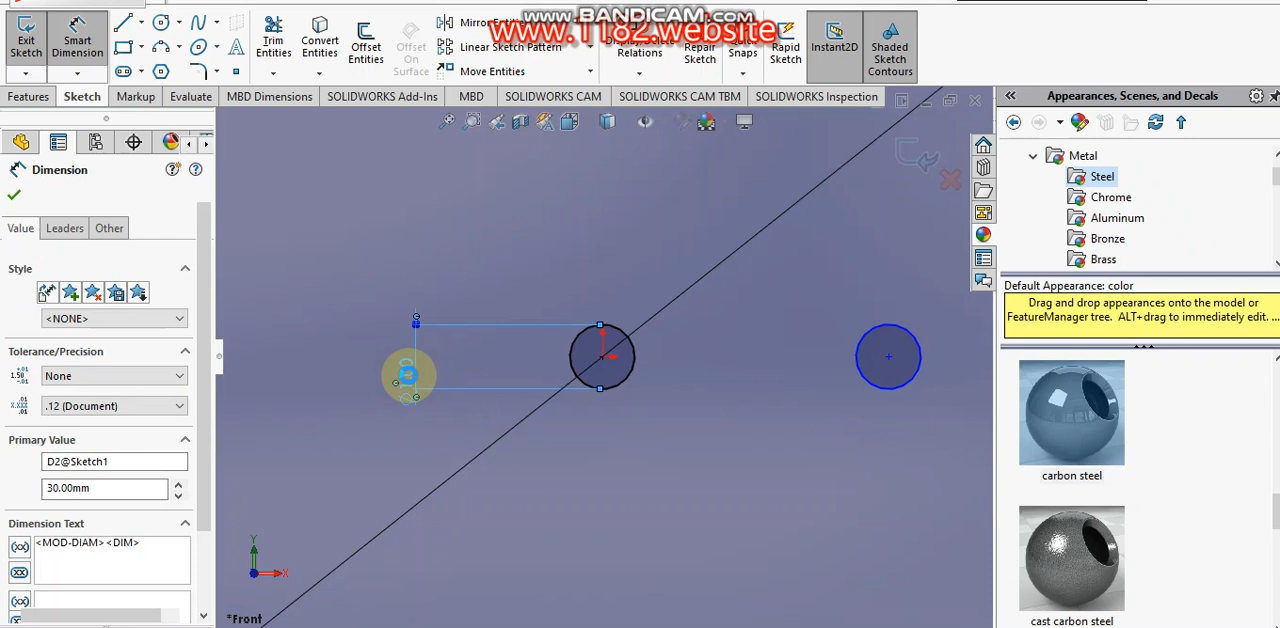 www.BANDICAM.com
www.1182.website
Exit Sketch
Smart Dimension
Trim Entities
Convert Entities
Offset Entities
Offset On Surface
Mirror Entities
Linear Sketch Pattern
Move Entities
Display/Delete Relations
Repair Sketch
Quick Snaps
Rapid Sketch
Instant2D
Shaded Sketch Contours
Features
Sketch
Markup
Evaluate
MBD Dimensions
SOLIDWORKS Add-Ins
MBD
SOLIDWORKS CAM
SOLIDWORKS CAM TBM
SOLIDWORKS Inspection
Dimension
Value
Leaders
Other
Style
<NONE>
Tolerance/Precision
None
.12 (Document)
Primary Value
D2@Sketch1
30.00mm
Dimension Text
<MOD-DIAM><DIM>
Y
X
*Front
Appearances, Scenes, and Decals
Metal
Steel
Chrome
Aluminum
Bronze
Brass
Default Appearance: color
Drag and drop appearances onto the model or
FeatureManager tree. ALT+drag to immediately edit. ...
carbon steel
cast carbon steel